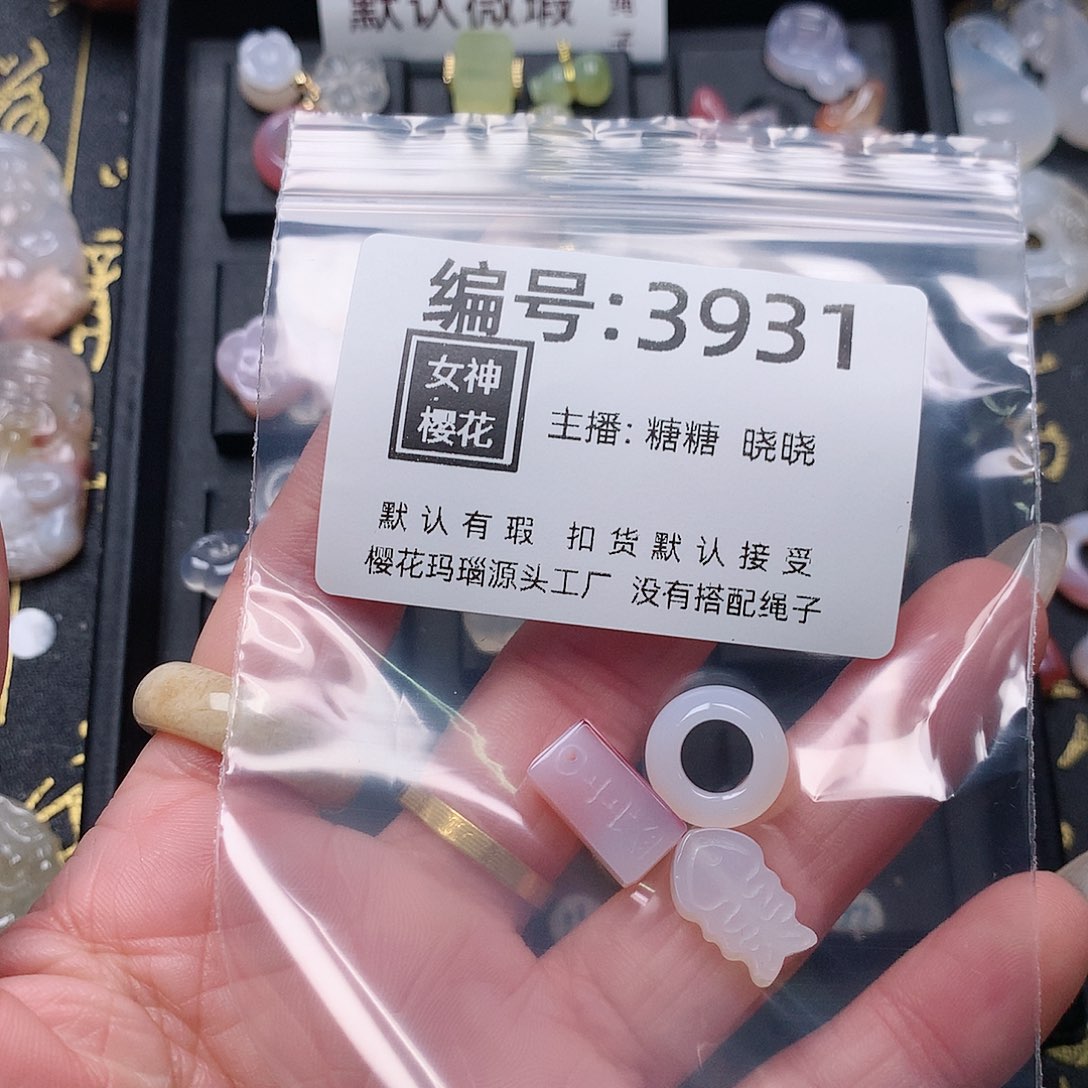 默认微瑕
绳
子
编号:3931
女神
樱花
主播: 糖糖 晓晓
默认有瑕 扣货默认接受
樱花玛瑙源头工厂 没有搭配绳子